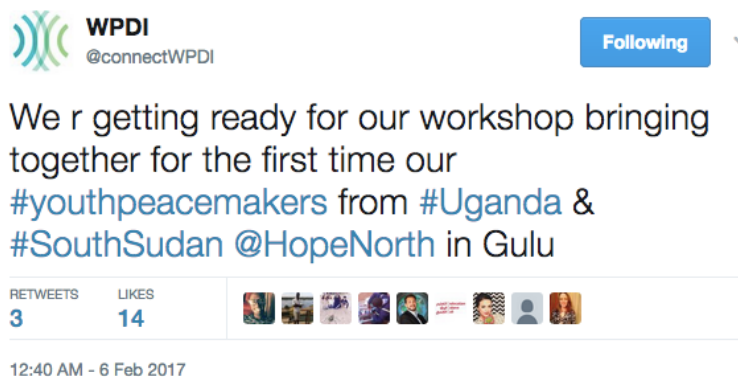 WPDI
@connectWPDI
Following
We r getting ready for our workshop bringing
together for the first time our
#youthpeacemakers from #Uganda &
#SouthSudan @HopeNorth in Gulu
RETWEETS LIKES
3 14
12:40 AM - 6 Feb 2017